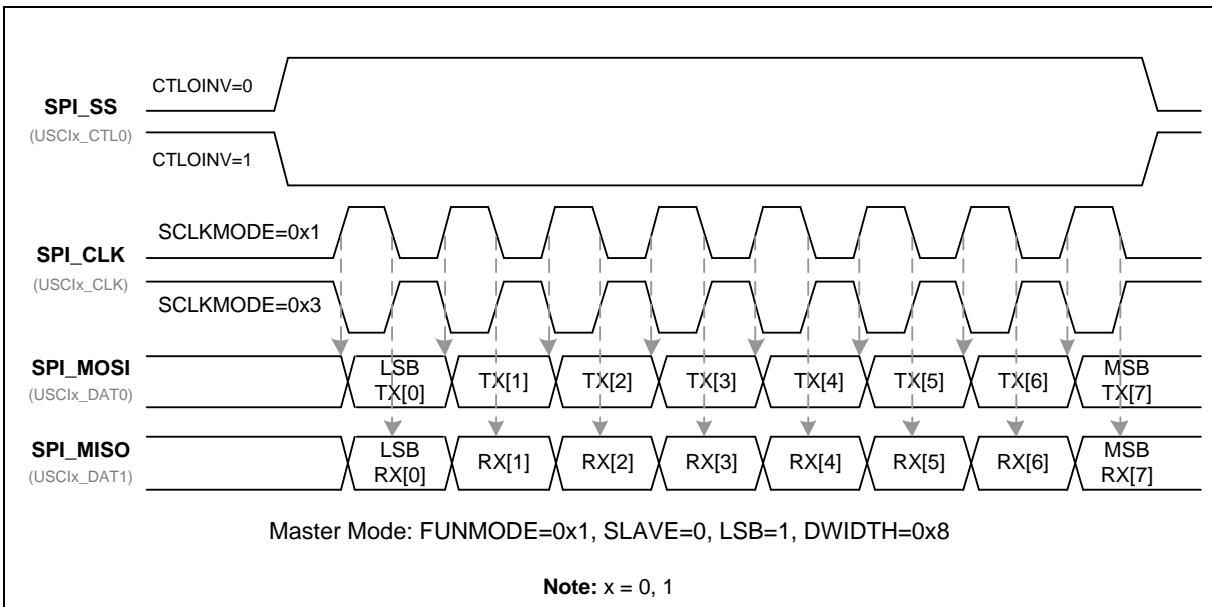 CTLOINV=0
SPI_SS
(USCIx_CTL0)
CTLOINV=1
SCLKMODE=0x1
SPI_CLK
(USCIx_CLK)
SCLKMODE=0x3
SPI_MOSI
(USCIx_DAT0)
LSB
TX[0]
TX[1]
TX[2]
TX[3]
TX[4]
TX[5]
TX[6]
MSB
TX[7]
SPI_MISO
(USCIx_DAT1)
LSB
RX[0]
RX[1]
RX[2]
RX[3]
RX[4]
RX[5]
RX[6]
MSB
RX[7]
Master Mode: FUNMODE=0x1, SLAVE=0, LSB=1, DWIDTH=0x8
Note: x = 0, 1